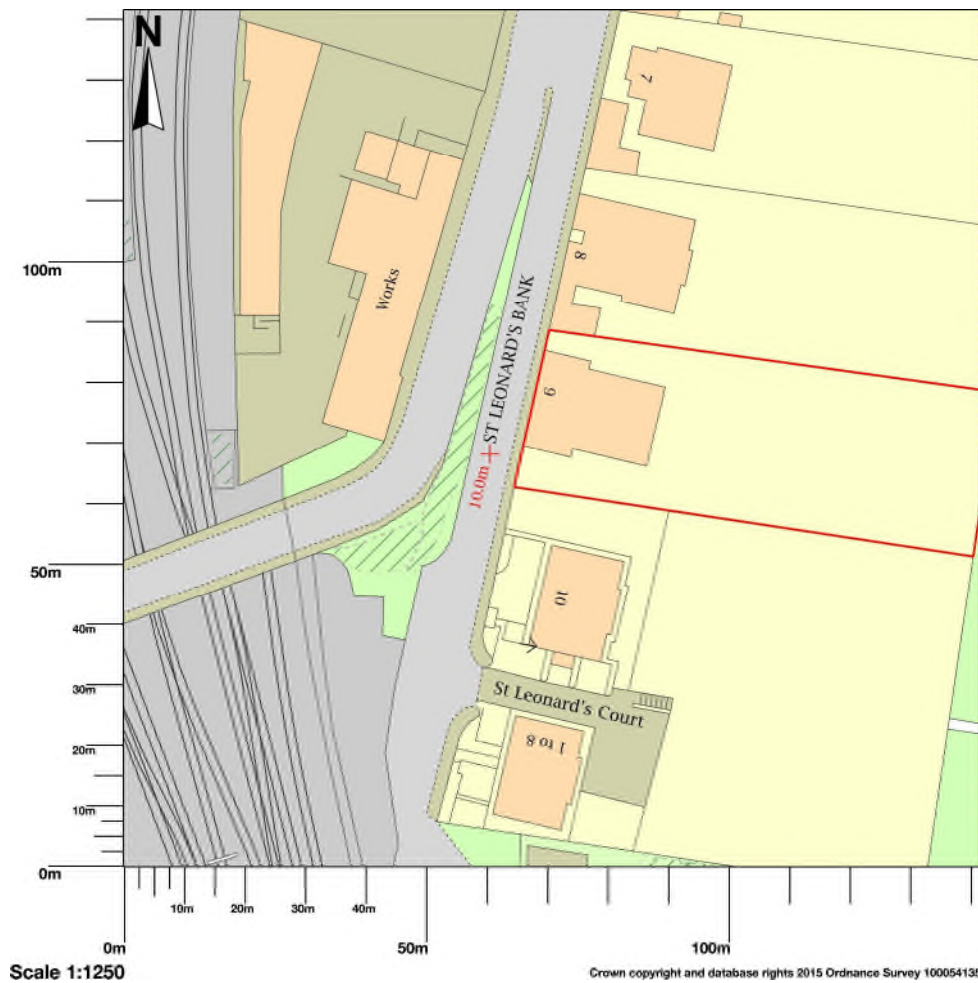 N
7
8
Works
ST LEONARD'S BANK
9
10.0m
10
St Leonard's Court
1 to 8
100m
50m
40m
30m
20m
10m
0m
10m
20m
30m
40m
0m
50m
100m
Scale 1:1250
Crown copyright and database rights 2015 Ordnance Survey 100054135